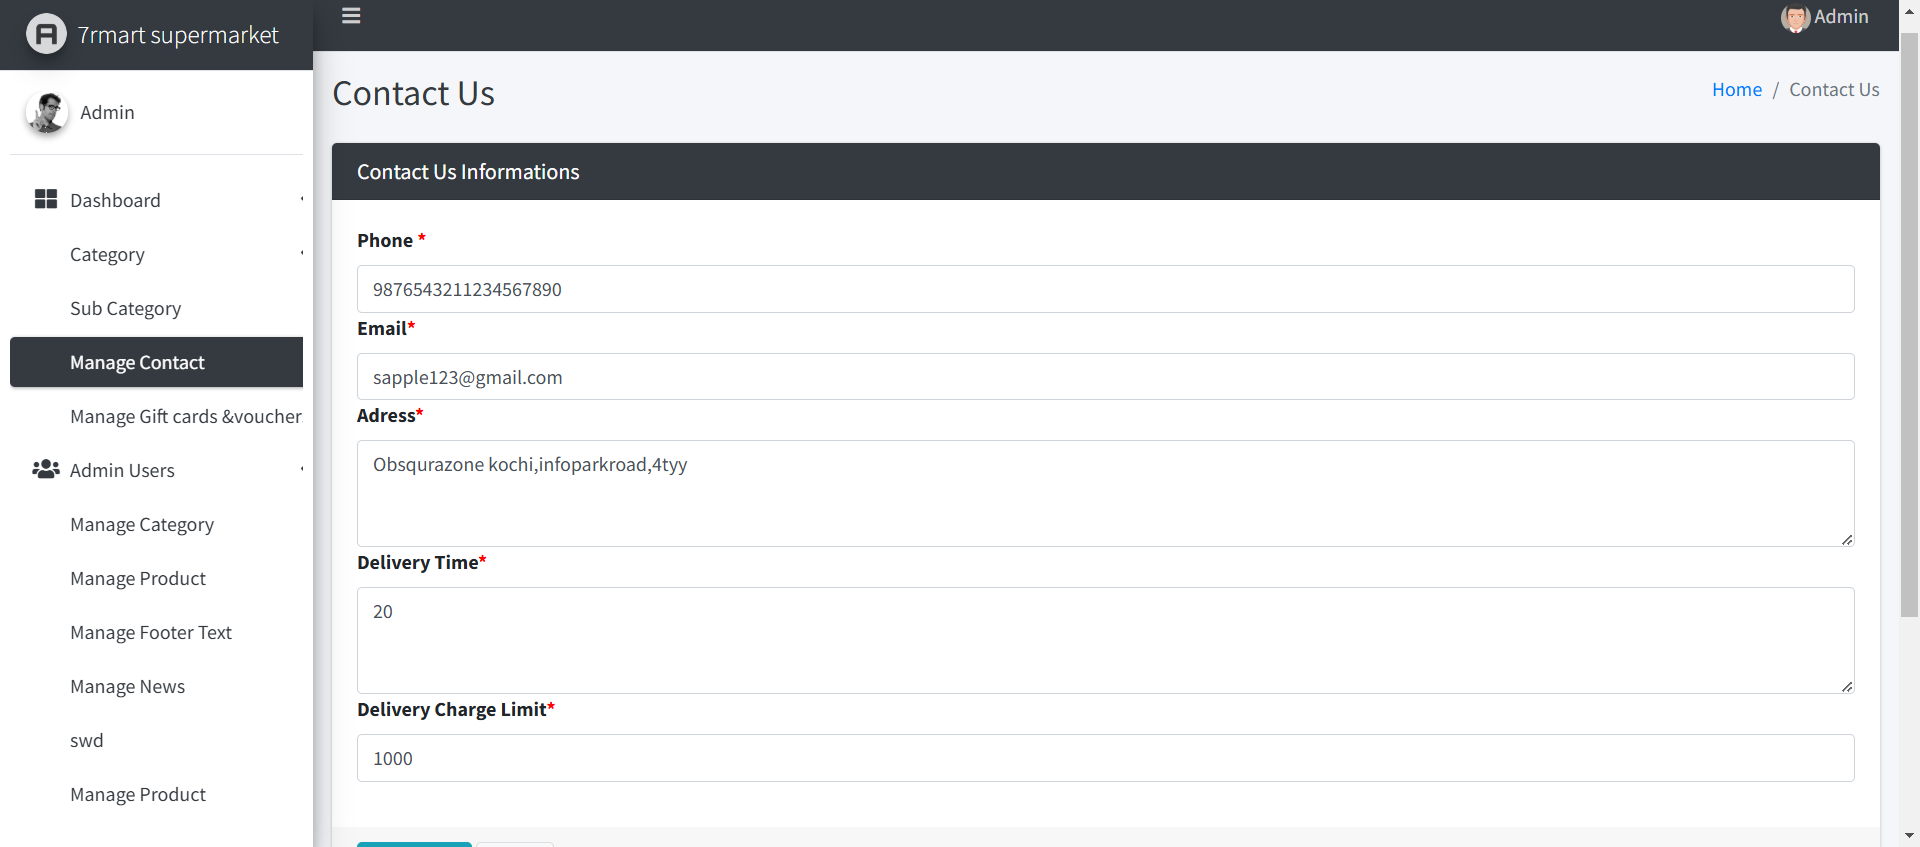 7rmart supermarket
Admin
Admin
Dashboard
Category
Sub Category
Manage Contact
Manage Gift cards &voucher
Admin Users
Manage Category
Manage Product
Manage Footer Text
Manage News
swd
Manage Product
Contact Us
Home / Contact Us
Contact Us Informations
Phone *
9876543211234567890
Email*
sapple123@gmail.com
Adress*
Obsqurazone kochi,infoparkroad,4tyy
Delivery Time*
20
Delivery Charge Limit*
1000